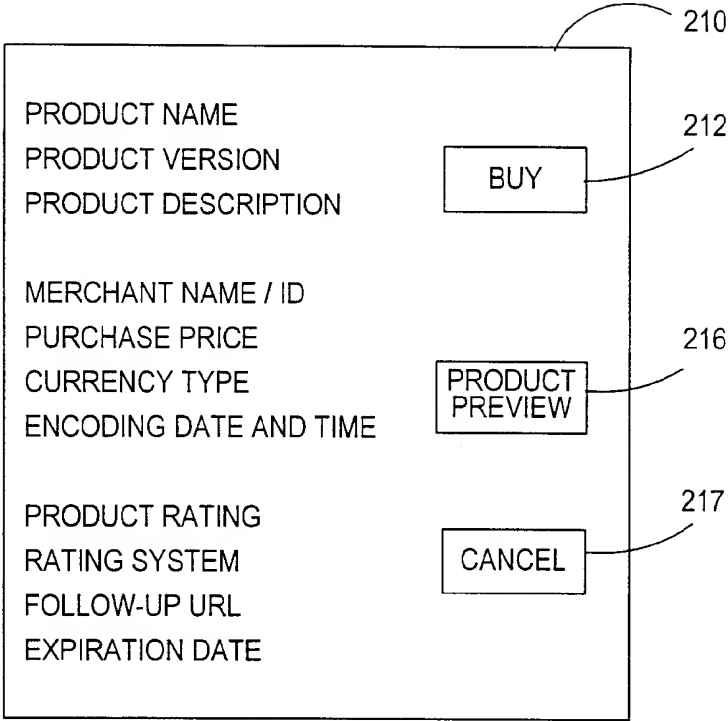 210
PRODUCT NAME
212
PRODUCT VERSION
BUY
PRODUCT DESCRIPTION
MERCHANT NAME / ID
PURCHASE PRICE
216
CURRENCY TYPE
PRODUCT
PREVIEW
ENCODING DATE AND TIME
217
PRODUCT RATING
RATING SYSTEM
CANCEL
FOLLOW-UP URL
EXPIRATION DATE